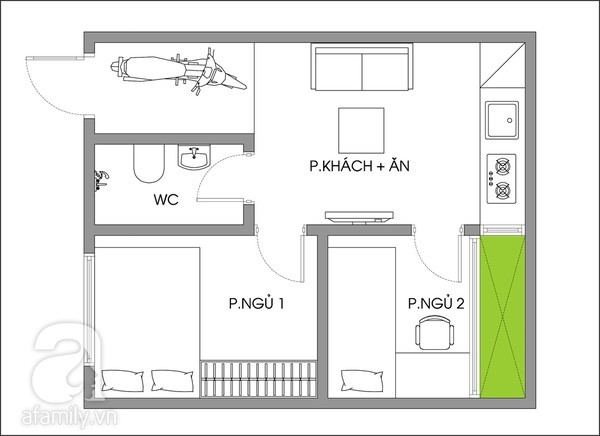 P.KHÁCH + ĂN
WC
P.NGỦ 1
P.NGỦ 2
a
afamily.vn